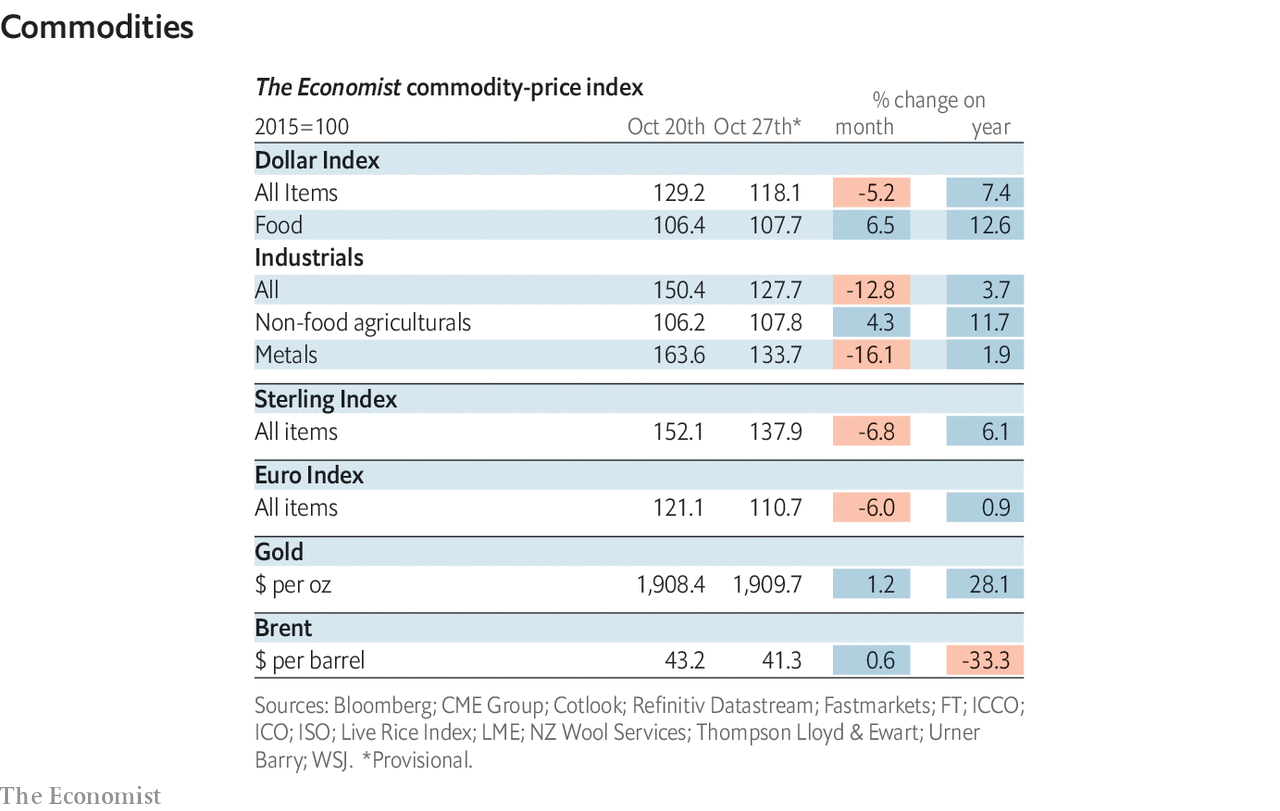 Commodities
The Economist commodity-price index
% change on
2015=100 Oct 20th Oct 27th* month year
Dollar Index
All Items 129.2 118.1 -5.2 7.4
Food 106.4 107.7 6.5 12.6
Industrials
All 150.4 127.7 -12.8 3.7
Non-food agriculturals 106.2 107.8 4.3 11.7
Metals 163.6 133.7 -16.1 1.9
Sterling Index
All items 152.1 137.9 -6.8 6.1
Euro Index
All items 121.1 110.7 -6.0 0.9
Gold
$ per oz 1,908.4 1,909.7 1.2 28.1
Brent
$ per barrel 43.2 41.3 0.6 -33.3
Sources: Bloomberg; CME Group; Cotlook; Refinitiv Datastream; Fastmarkets; FT; ICCO;
ICO; ISO; Live Rice Index; LME; NZ Wool Services; Thompson Lloyd & Ewart; Urner
Barry; WSJ. *Provisional.
The Economist